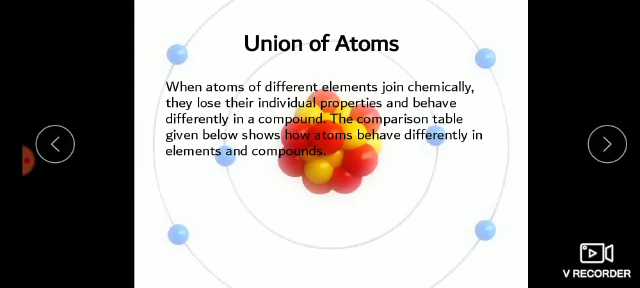 Union of Atoms
When atoms of different elements join chemically,
they lose their individual properties and behave
differently in a compound. The comparison table
given below shows how atoms behave differently in
elements and compounds.
V RECORDER